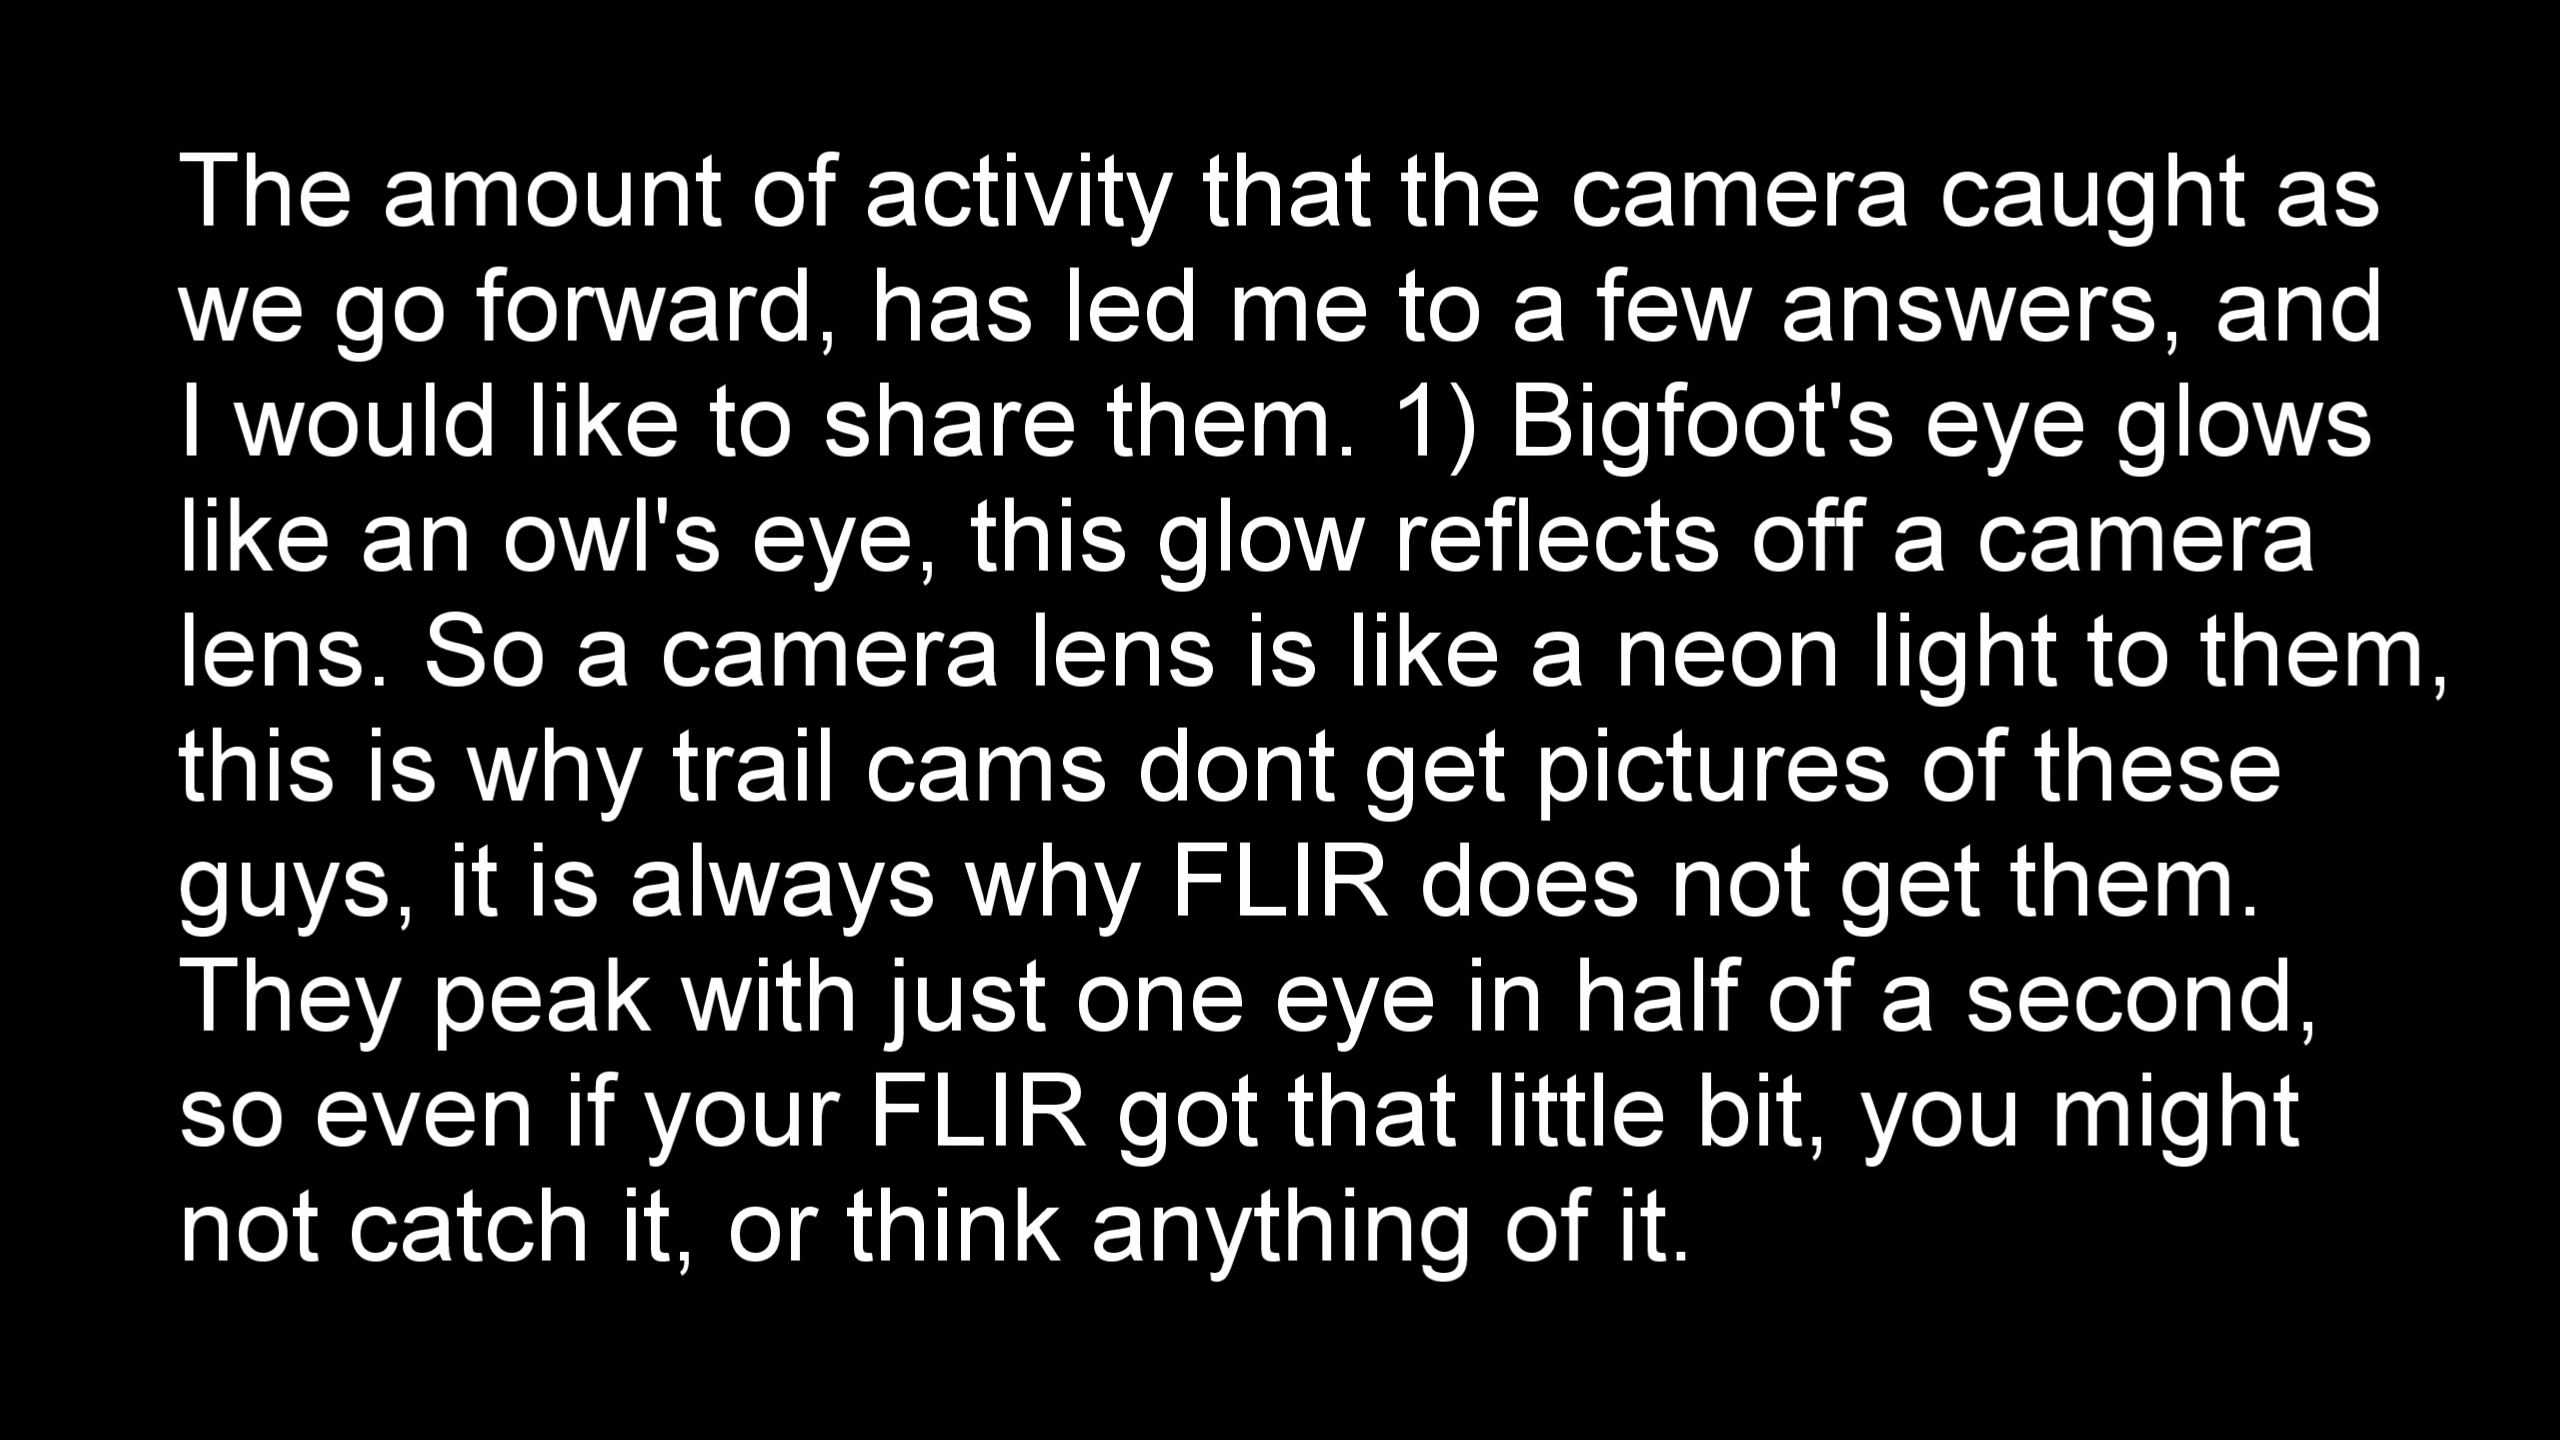 The amount of activity that the camera caught as
we go forward, has led me to a few answers, and
I would like to share them. 1) Bigfoot's eye glows
like an owl's eye, this glow reflects off a camera
lens. So a camera lens is like a neon light to them,
this is why trail cams dont get pictures of these
guys, it is always why FLIR does not get them.
They peak with just one eye in half of a second,
so even if your FLIR got that little bit, you might
not catch it, or think anything of it.